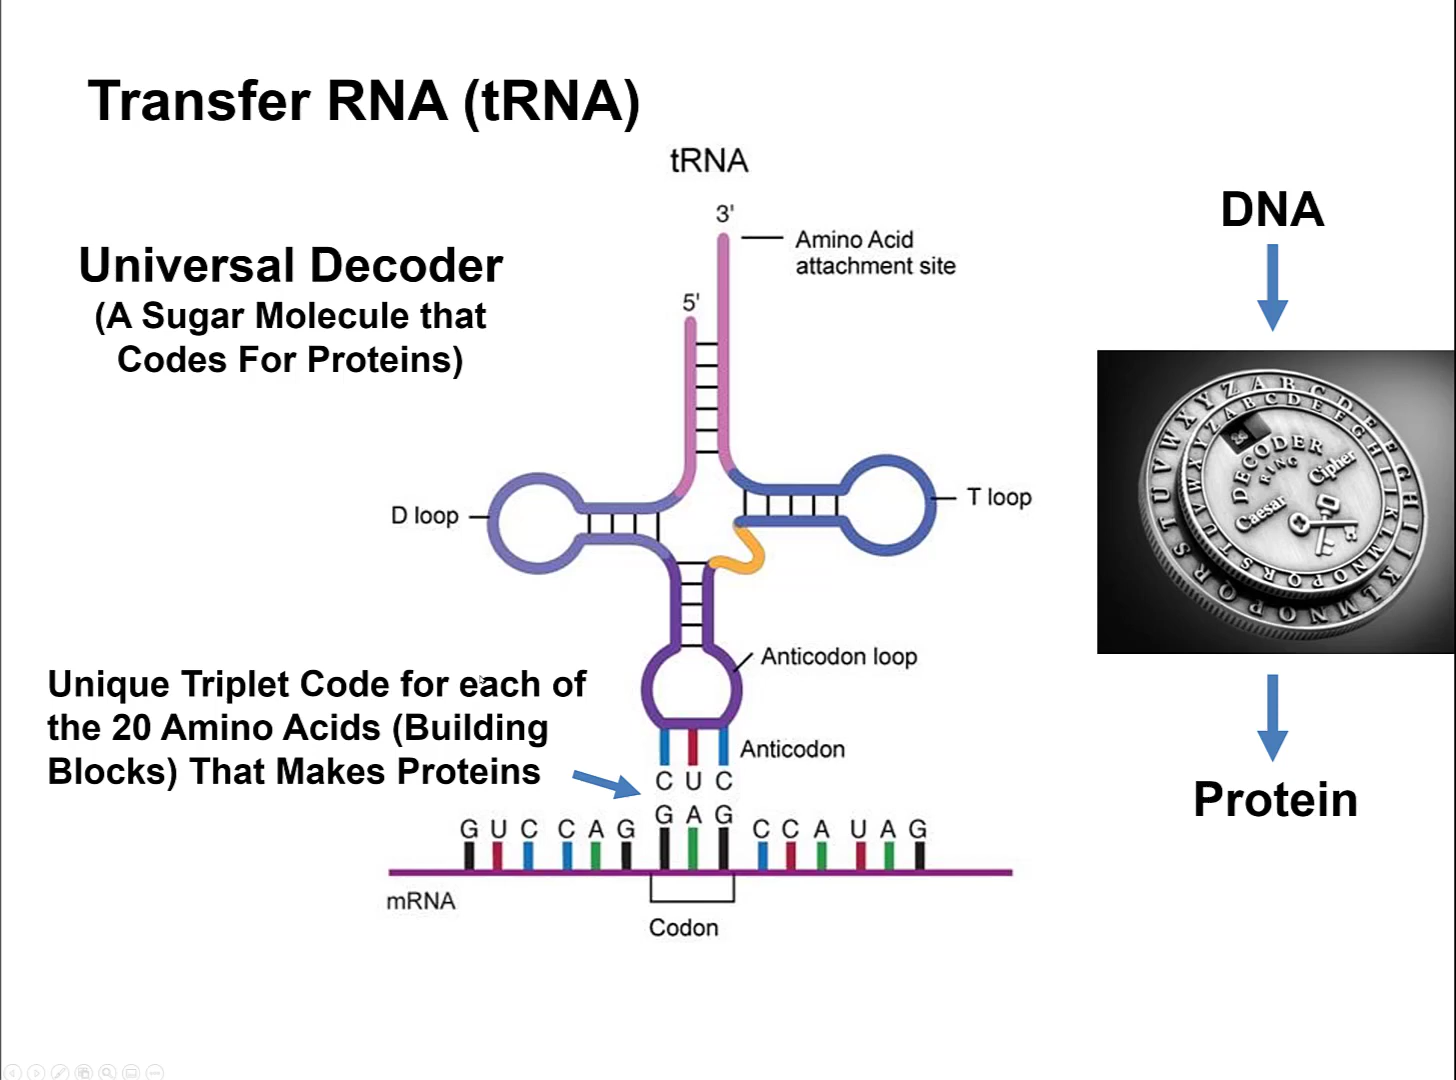 Transfer RNA (tRNA)
tRNA
3'
Amino Acid
attachment site
5'
Universal Decoder
(A Sugar Molecule that
Codes For Proteins)
D loop
T loop
Anticodon loop
Unique Triplet Code for each of
the 20 Amino Acids (Building
Blocks) That Makes Proteins
Anticodon
C U C
G U C C A G G A G C C A U A G
mRNA
Codon
DNA
DECODER
RING
Caesar Cipher
Protein